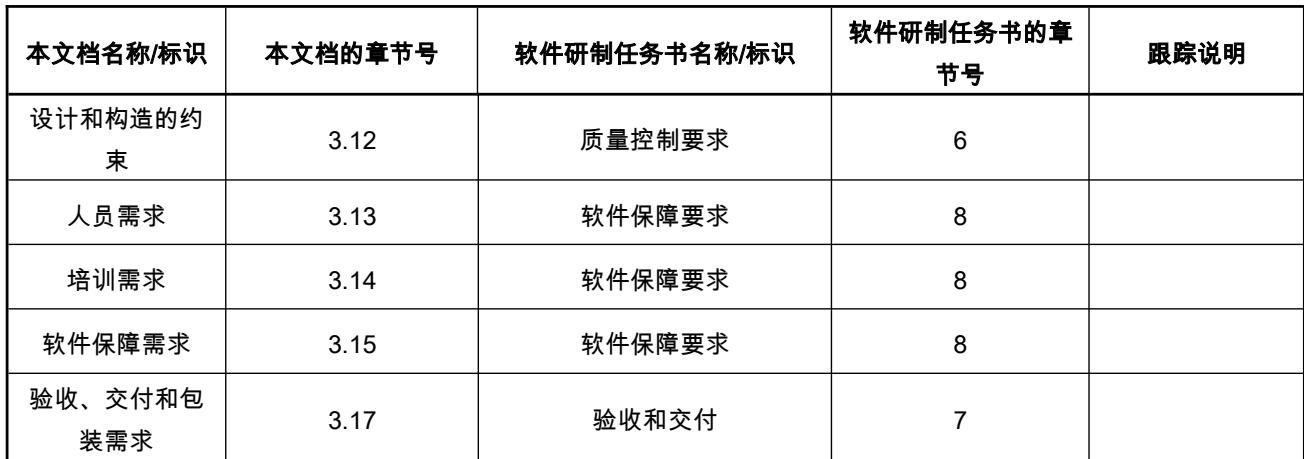 本文档名称/标识 本文档的章节号 软件研制任务书名称/标识 软件研制任务书的章节号 跟踪说明
设计和构造的约束 3.12 质量控制要求 6
人员需求 3.13 软件保障要求 8
培训需求 3.14 软件保障要求 8
软件保障需求 3.15 软件保障要求 8
验收、交付和包装需求 3.17 验收和交付 7